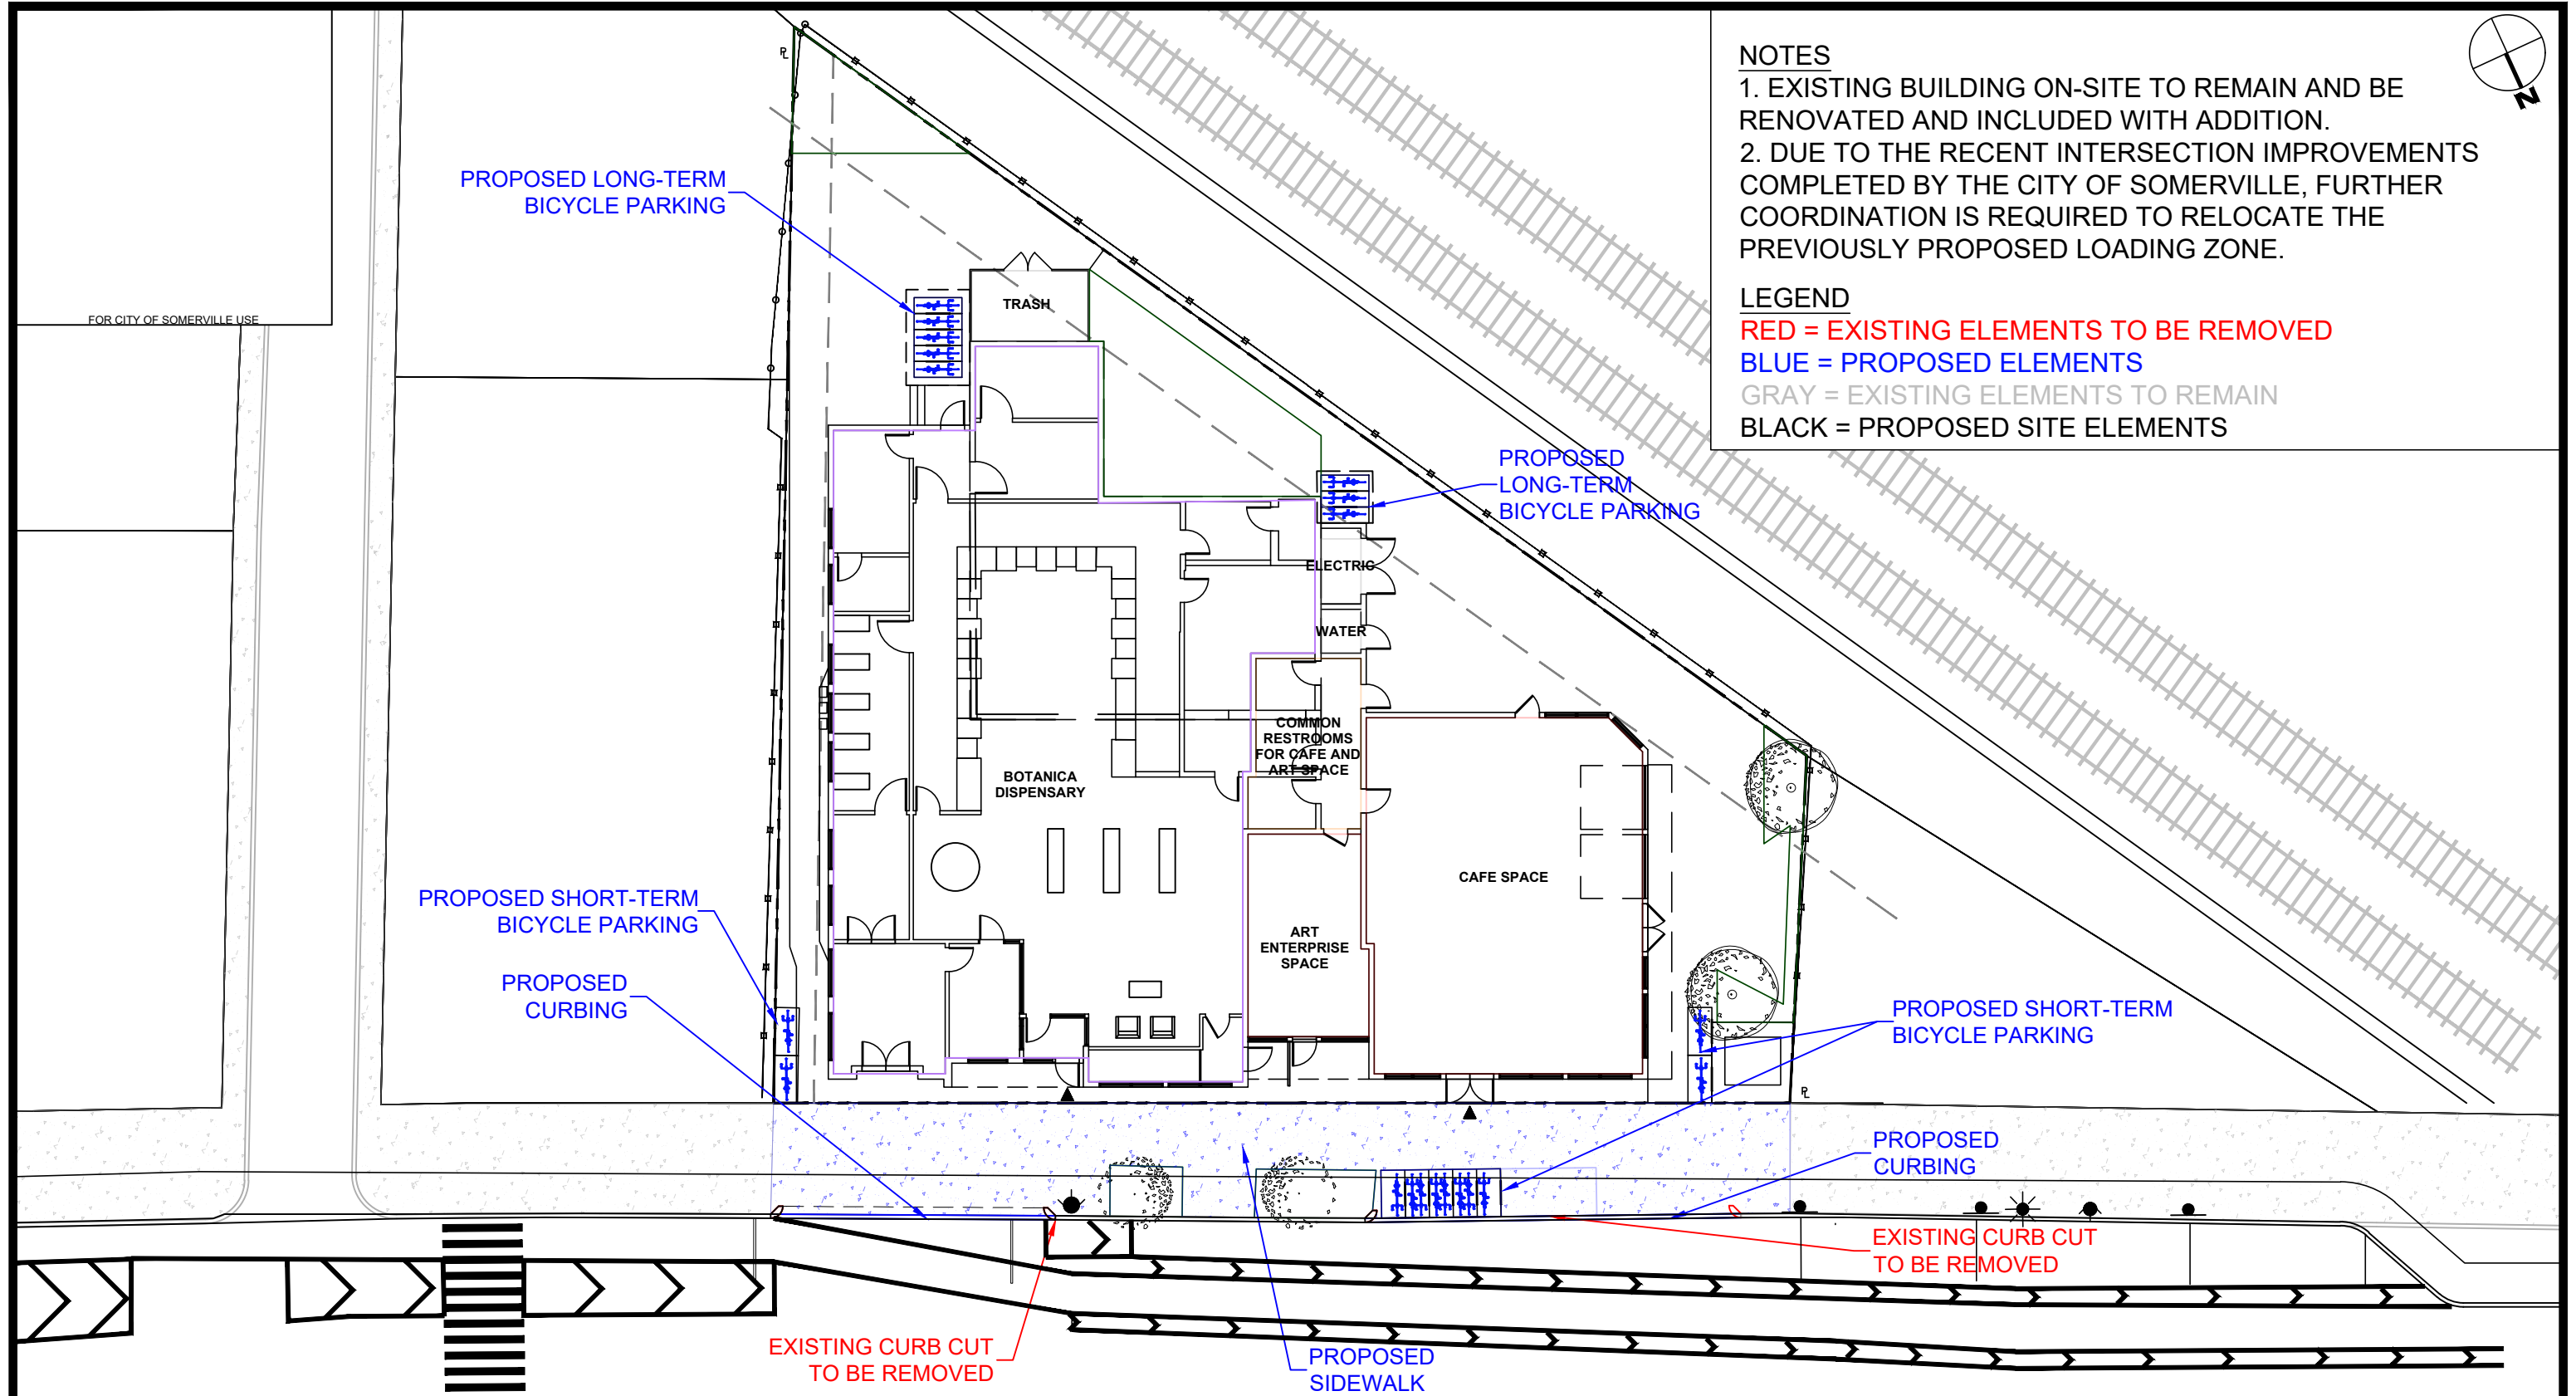 NOTES
1. EXISTING BUILDING ON-SITE TO REMAIN AND BE
RENOVATED AND INCLUDED WITH ADDITION.
2. DUE TO THE RECENT INTERSECTION IMPROVEMENTS
COMPLETED BY THE CITY OF SOMERVILLE, FURTHER
COORDINATION IS REQUIRED TO RELOCATE THE
PREVIOUSLY PROPOSED LOADING ZONE.
LEGEND
RED = EXISTING ELEMENTS TO BE REMOVED
BLUE = PROPOSED ELEMENTS
GRAY = EXISTING ELEMENTS TO REMAIN
BLACK = PROPOSED SITE ELEMENTS
N
PL
PROPOSED LONG-TERM
BICYCLE PARKING
TRASH
FOR CITY OF SOMERVILLE USE
PROPOSED
LONG-TERM
BICYCLE PARKING
ELECTRIC
WATER
COMMON
RESTROOMS
FOR CAFE AND
ART SPACE
BOTANICA
DISPENSARY
CAFE SPACE
ART
ENTERPRISE
SPACE
PROPOSED SHORT-TERM
BICYCLE PARKING
PROPOSED
CURBING
PROPOSED SHORT-TERM
BICYCLE PARKING
PL
PROPOSED
CURBING
EXISTING CURB CUT
TO BE REMOVED
EXISTING CURB CUT
TO BE REMOVED
PROPOSED
SIDEWALK